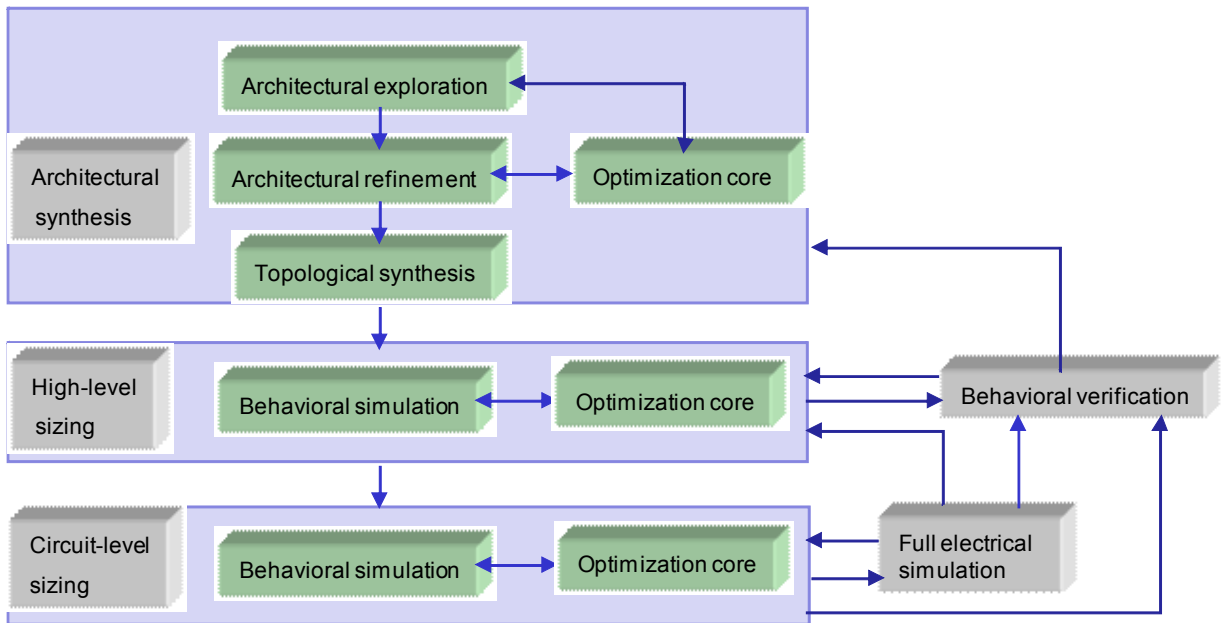 Architectural exploration
Architectural
synthesis
Architectural refinement
Optimization core
Topological synthesis
High-level
sizing
Behavioral simulation
Optimization core
Behavioral verification
Circuit-level
sizing
Behavioral simulation
Optimization core
Full electrical
simulation